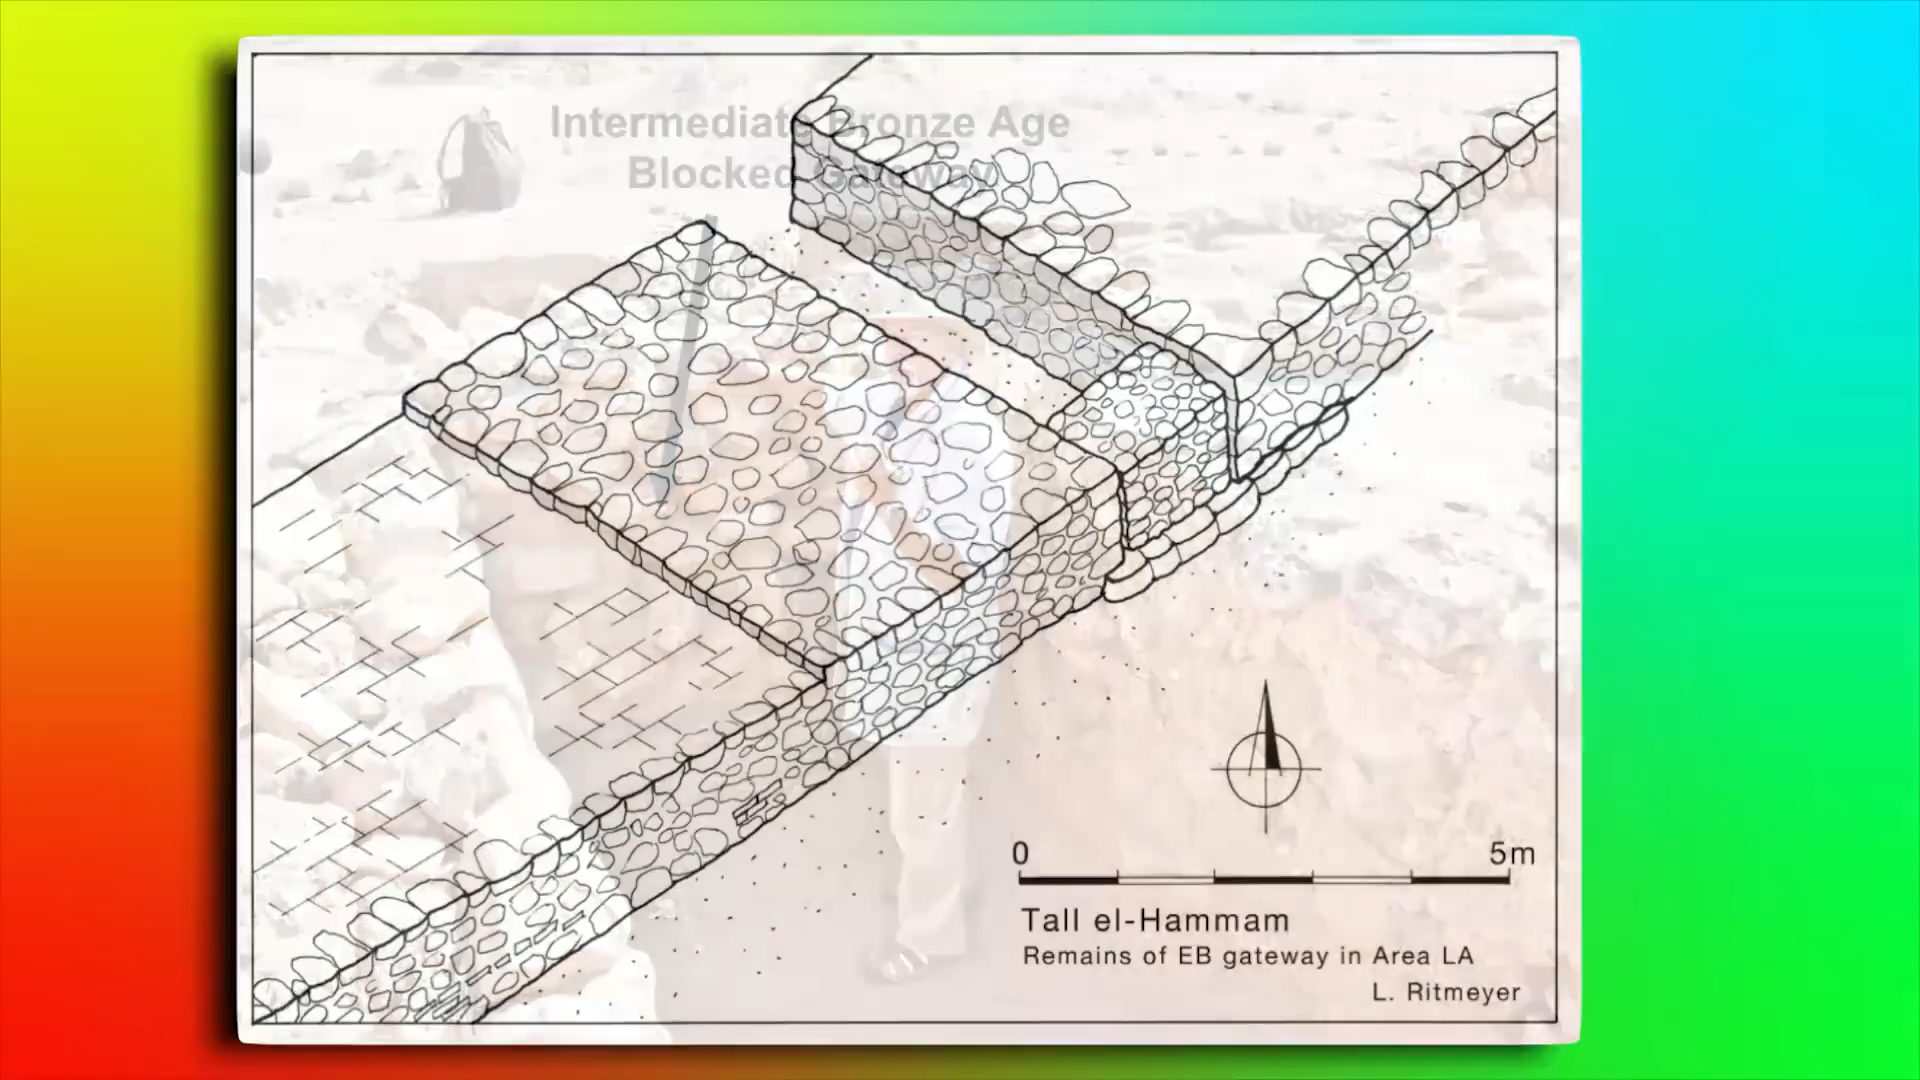 Intermediate Bronze Age
Blocked Gateway
0 5m
Tall el-Hammam
Remains of EB gateway in Area LA
L. Ritmeyer